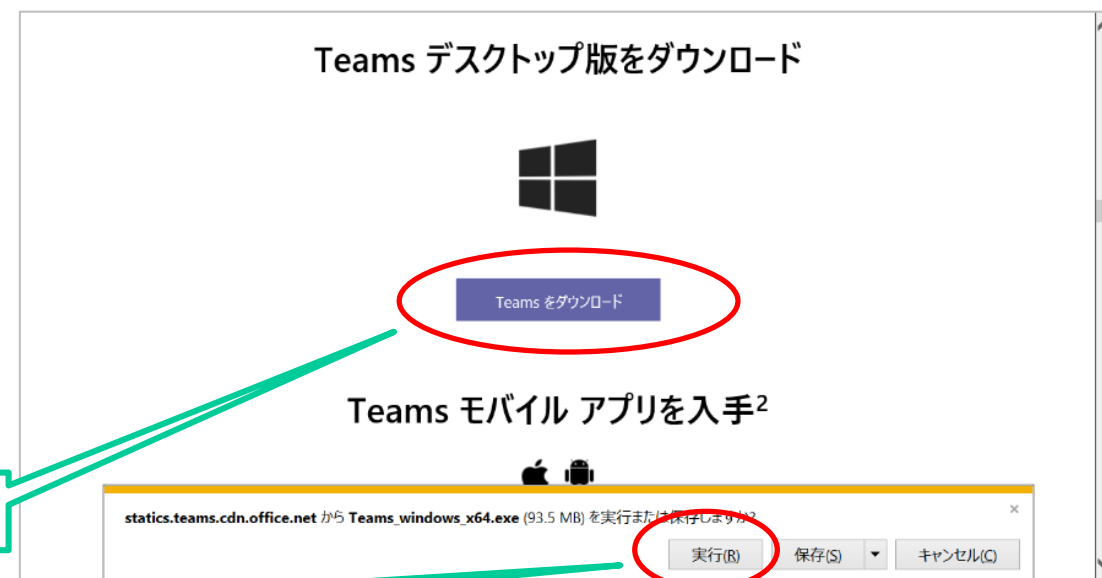 Teams デスクトップ版をダウンロード
Teams をダウンロード
Teams モバイル アプリを入手²
statics.teams.cdn.office.net から Teams_windows_x64.exe (93.5 MB) を実行または保存しますか?
×
実行(R) 保存(S) ▼ キャンセル(C)